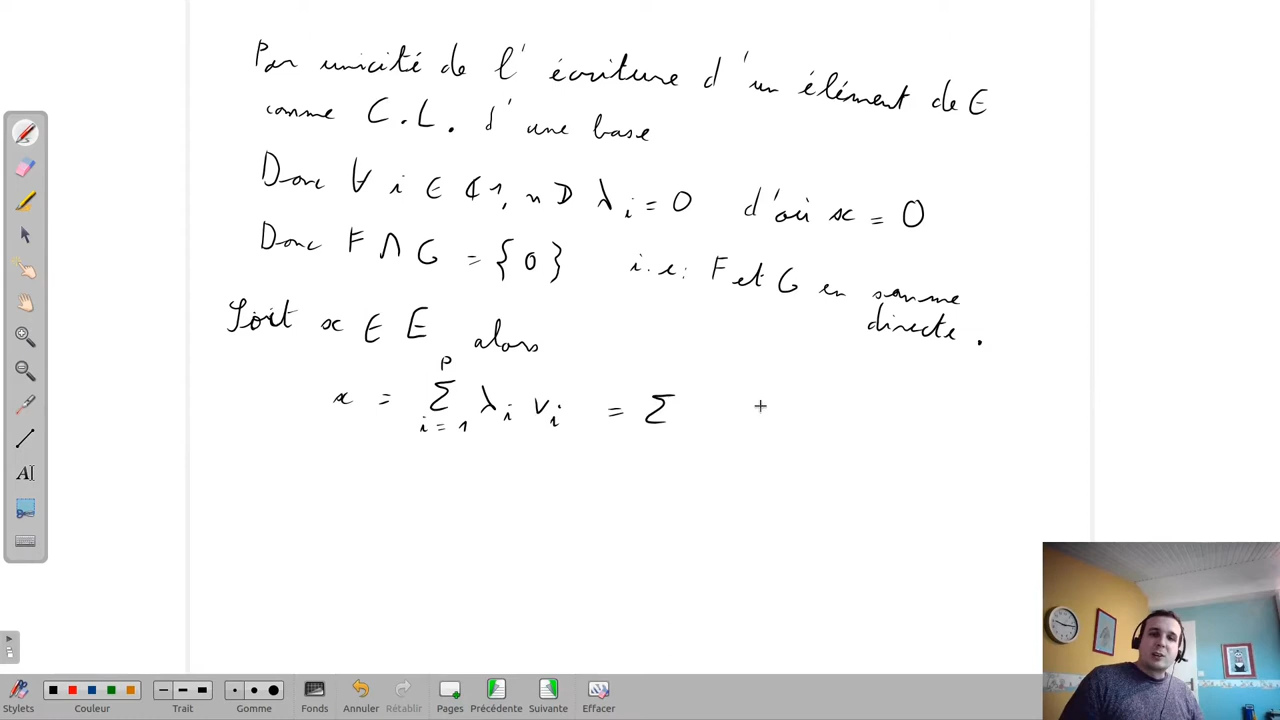 Par unicité de l' écriture d'un élément de E
comme C.L. d'une base
Donc ∀ i ∈ ⟦1, n⟧ λi = 0 d'où x = 0
Donc F ∩ G = {0} i.e: F et G en somme
directe.
Soit x ∈ E alors
x = ∑_{i=1}^{p} λi vi = ∑
AI
Stylets
Couleur
Trait
Gomme
Fonds
Annuler
Rétablir
Pages
Précédente
Suivante
Effacer